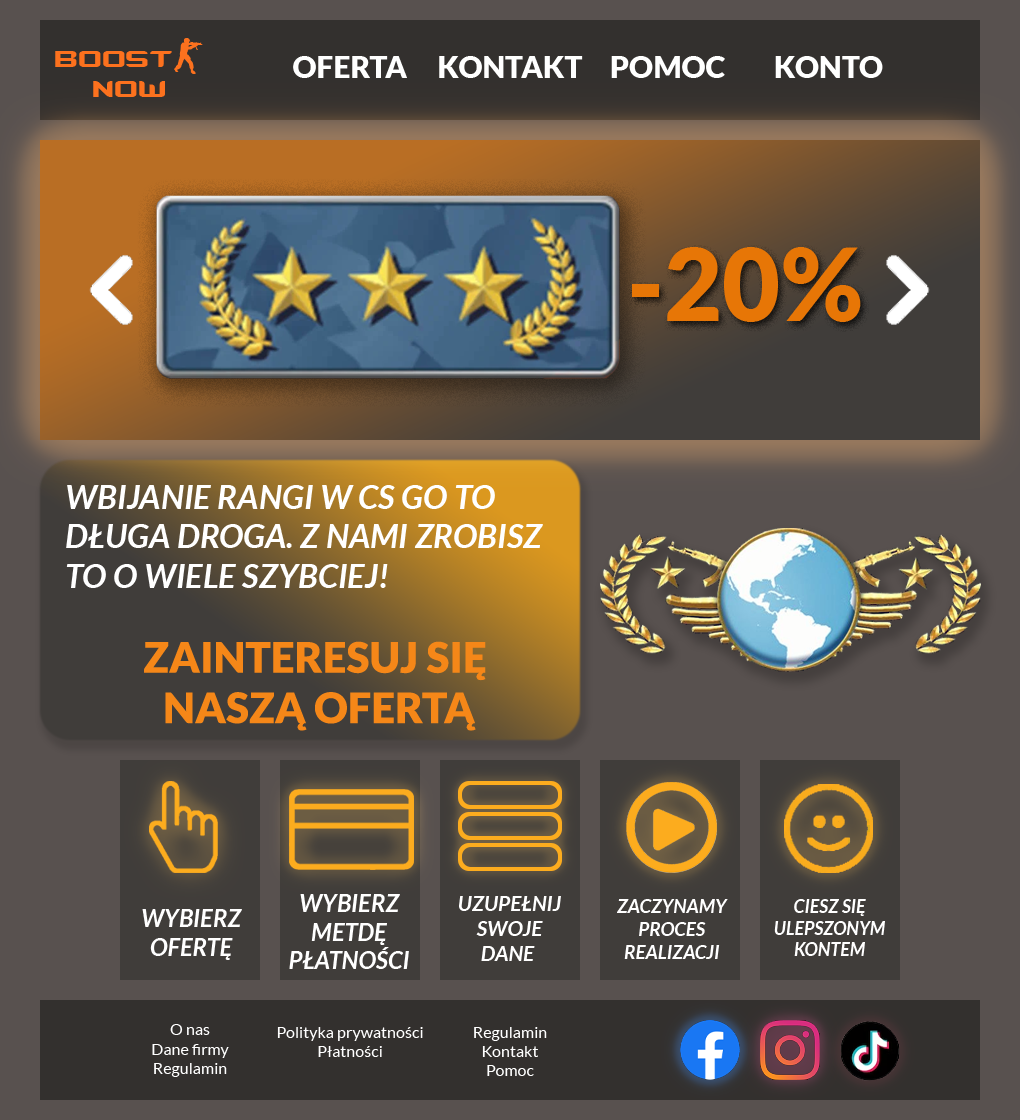 BOOST
NOW
OFERTA KONTAKT POMOC KONTO
-20%
WBIJANIE RANGI W CS GO TO
DŁUGA DROGA. Z NAMI ZROBISZ
TO O WIELE SZYBCIEJ!
ZAINTERESUJ SIĘ
NASZĄ OFERTĄ
WYBIERZ
OFERTĘ
WYBIERZ
METDĘ
PŁATNOŚCI
UZUPEŁNIJ
SWOJE
DANE
ZACZYNAMY
PROCES
REALIZACJI
CIESZ SIĘ
ULEPSZONYM
KONTEM
O nas
Dane firmy
Regulamin
Polityka prywatności
Płatności
Regulamin
Kontakt
Pomoc